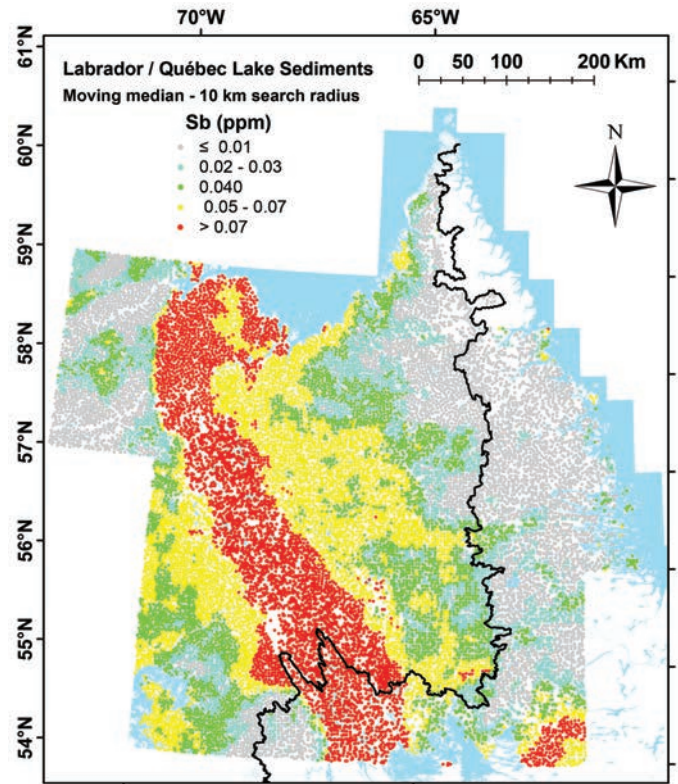 70°W 65°W
61°N
Labrador / Québec Lake Sediments
Moving median - 10 km search radius
0 50 100 200 Km
Sb (ppm)
≤ 0.01
0.02 - 0.03
0.040
0.05 - 0.07
> 0.07
N
60°N
59°N
58°N
57°N
56°N
55°N
54°N